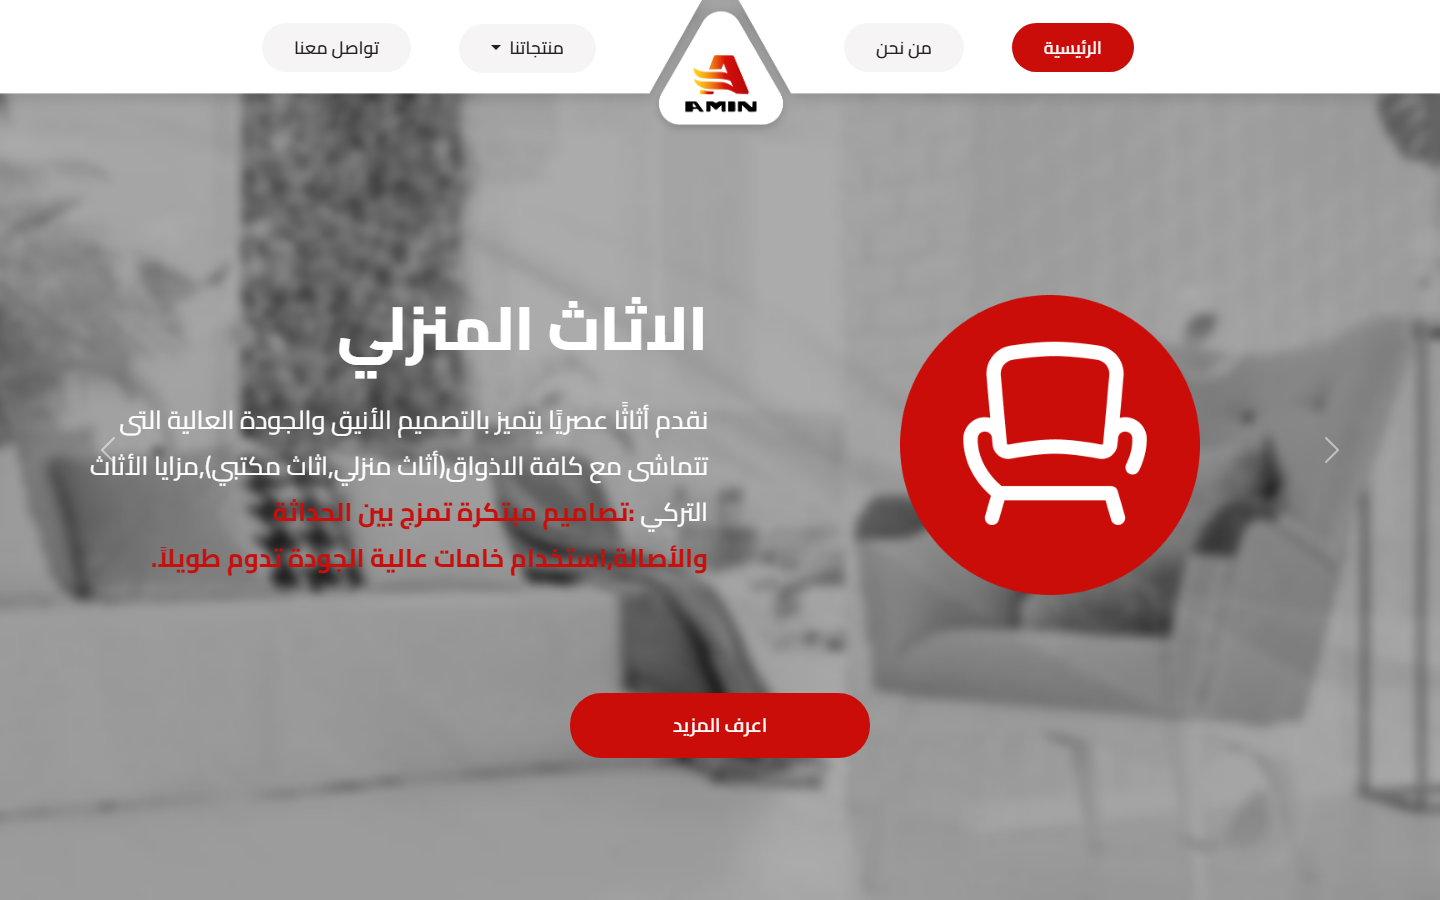 الرئيسية
من نحن
AMIN
منتجاتنا
تواصل معنا
الاثاث المنزلي
نقدم أثاثًا عصريًا يتميز بالتصميم الأنيق والجودة العالية التى
تتماشى مع كافة الاذواق(أثاث منزلي,اثاث مكتبي),مزايا الأثاث
التركي :تصاميم مبتكرة تمزج بين الحداثة
والأصالة,استخدام خامات عالية الجودة تدوم طويلاً.
اعرف المزيد